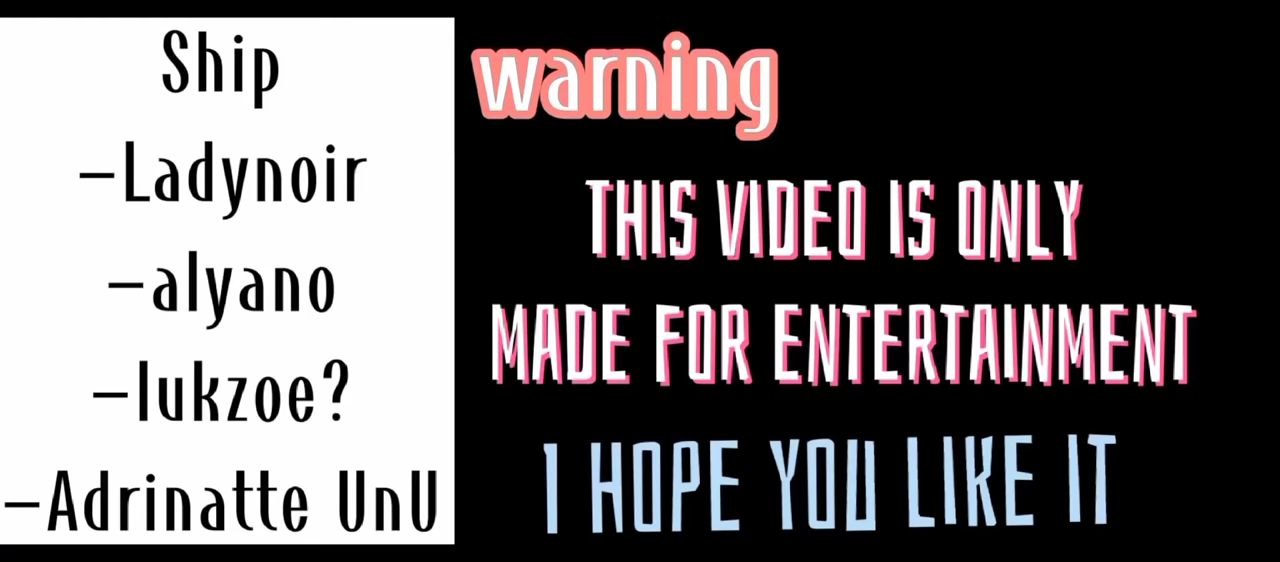 Ship
-Ladynoir
-alyano
-lukzoe?
-Adrinatte UnU
warning
THIS VIDEO IS ONLY
MADE FOR ENTERTAINMENT
I HOPE YOU LIKE IT